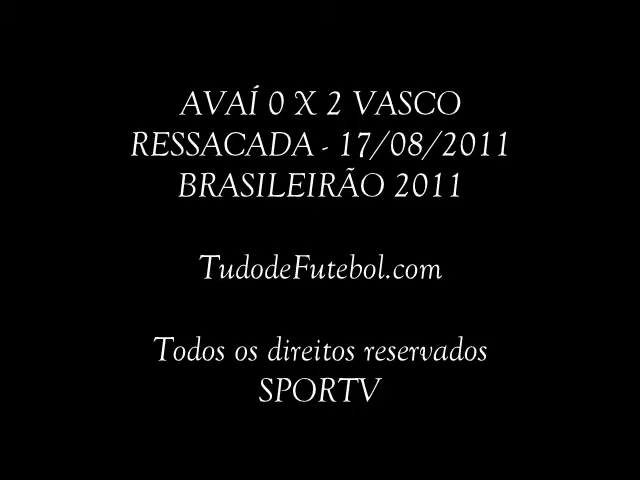 AVAÍ 0 X 2 VASCO
RESSACADA - 17/08/2011
BRASILEIRÃO 2011
TudodeFutebol.com
Todos os direitos reservados
SPORTV